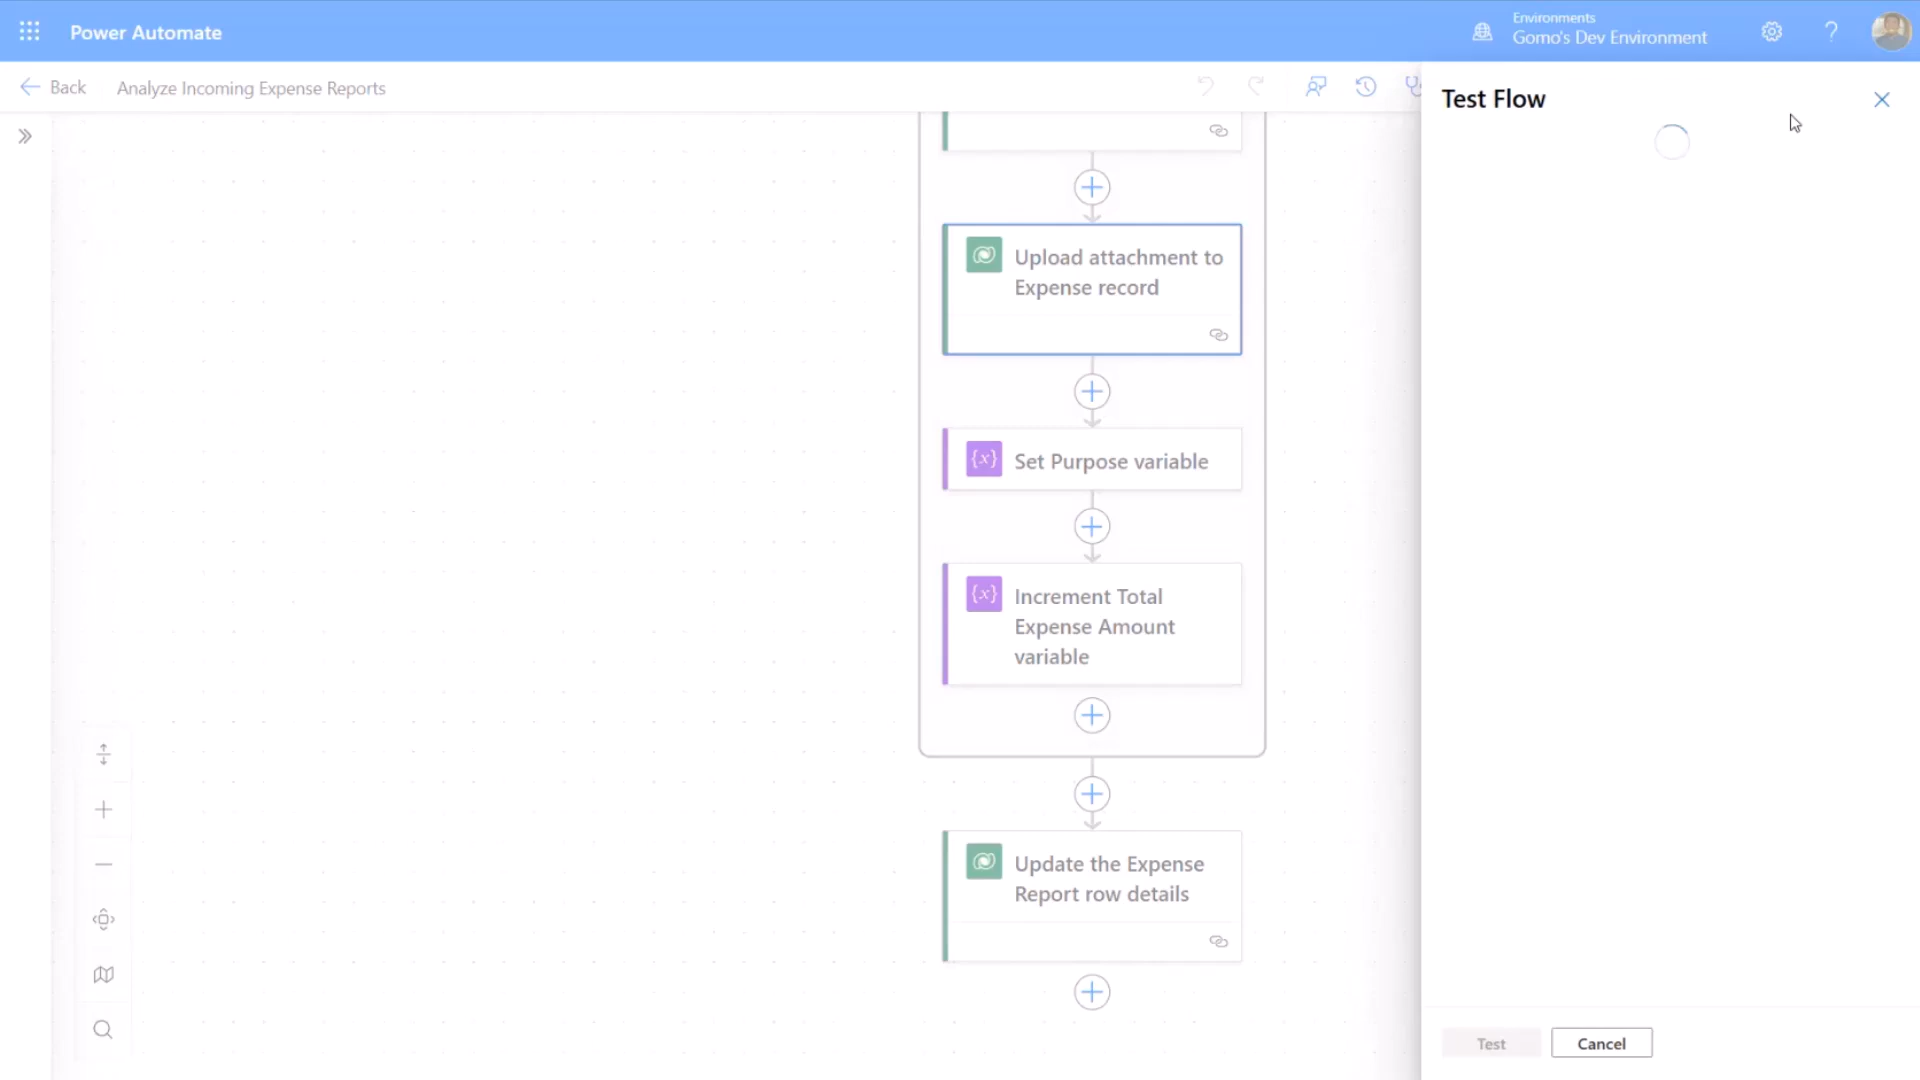 Power Automate
Environments
Gomo's Dev Environment
?
Back
Analyze Incoming Expense Reports
Test Flow
Upload attachment to
Expense record
{x} Set Purpose variable
{x} Increment Total
Expense Amount
variable
Update the Expense
Report row details
Test
Cancel